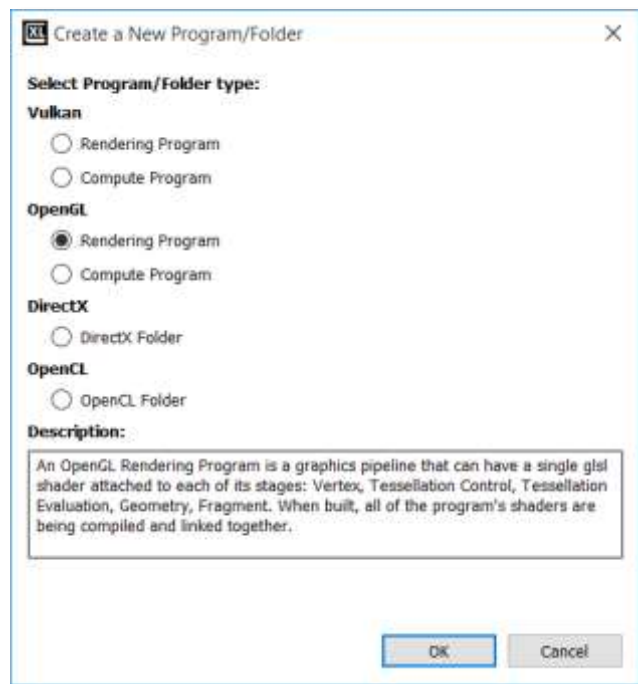 XL Create a New Program/Folder
Select Program/Folder type:
Vulkan
Rendering Program
Compute Program
OpenGL
Rendering Program
Compute Program
DirectX
DirectX Folder
OpenCL
OpenCL Folder
Description:
An OpenGL Rendering Program is a graphics pipeline that can have a single glsl
shader attached to each of its stages: Vertex, Tessellation Control, Tessellation
Evaluation, Geometry, Fragment. When built, all of the program's shaders are
being compiled and linked together.
OK Cancel